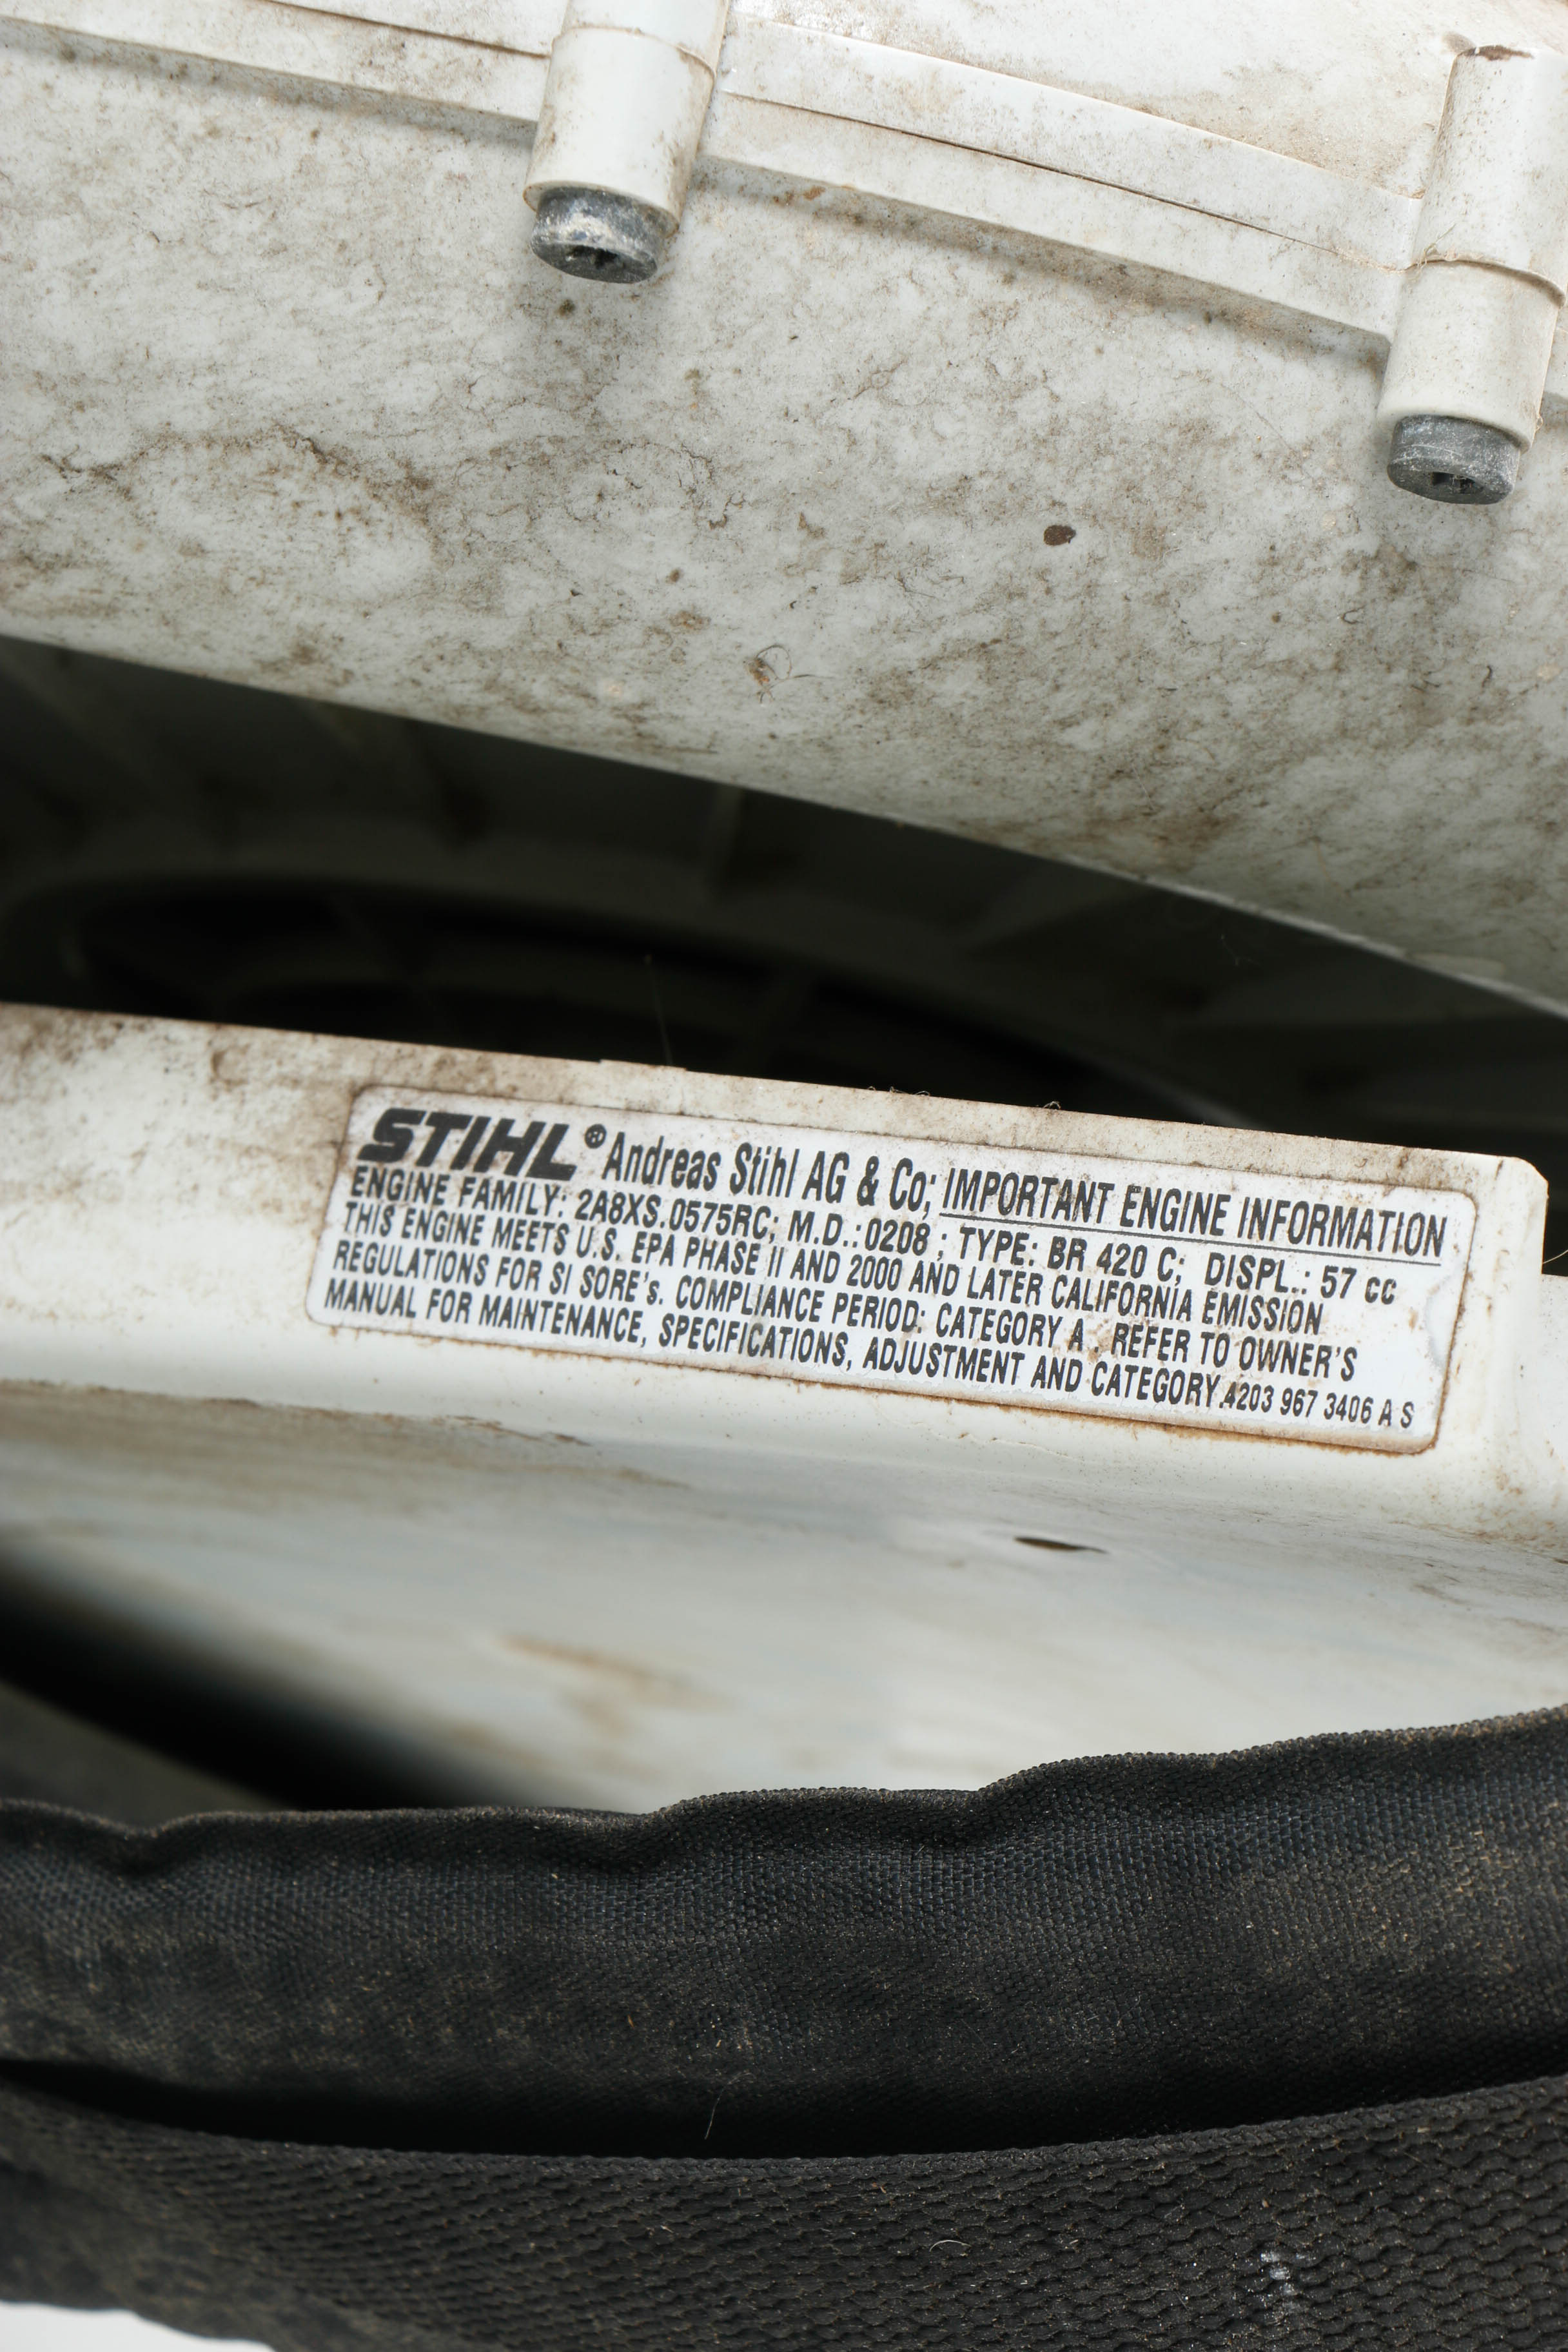 STIHL® Andreas Stihl AG & Co; IMPORTANT ENGINE INFORMATION
ENGINE FAMILY: 2A8XS.0575RC; M.D.:0208 ; TYPE: BR 420 C; DISPL.: 57 cc
THIS ENGINE MEETS U.S. EPA PHASE II AND 2000 AND LATER CALIFORNIA EMISSION
REGULATIONS FOR SI SORE's. COMPLIANCE PERIOD: CATEGORY A . REFER TO OWNER'S
MANUAL FOR MAINTENANCE, SPECIFICATIONS, ADJUSTMENT AND CATEGORY.4203 967 3406 A S